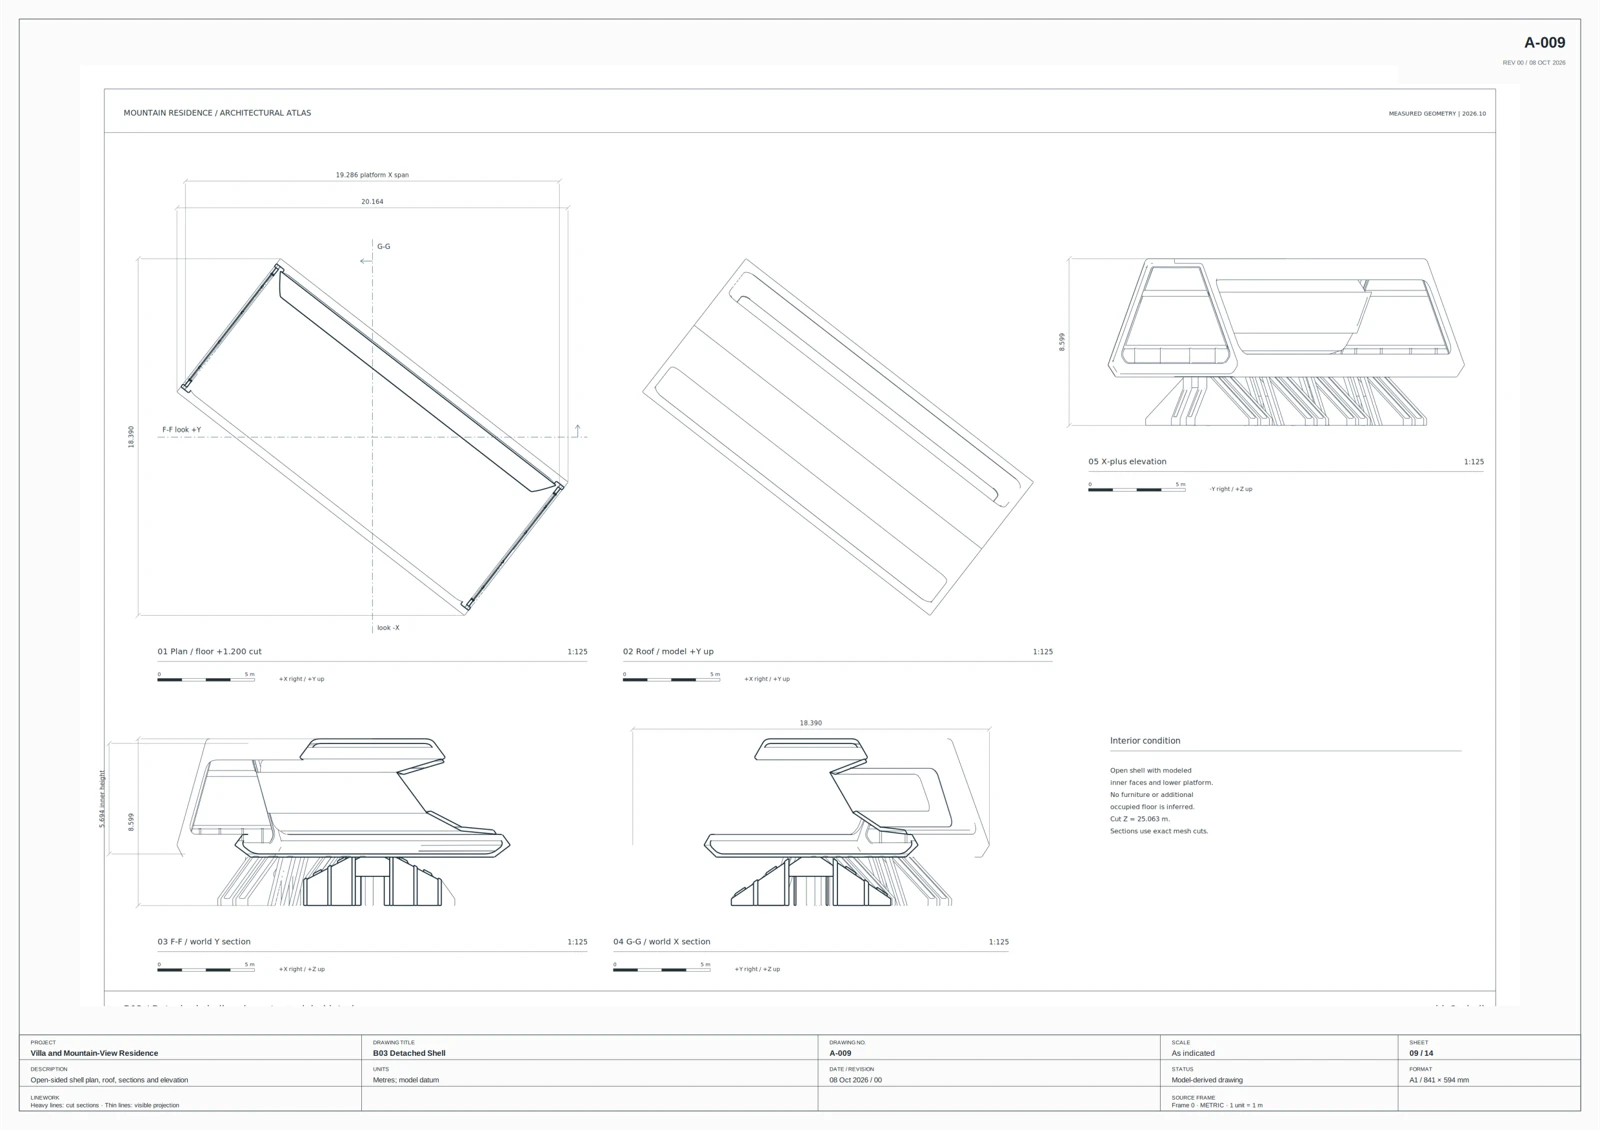 A-009
REV 00 / 08 OCT 2026
MOUNTAIN RESIDENCE / ARCHITECTURAL ATLAS
MEASURED GEOMETRY | 2026.10
19.286 platform X span
20.164
G-G
18.390
F-F look +Y
look -X
8.599
05 X-plus elevation
1:125
0
5 m
-Y right / +Z up
01 Plan / floor +1.200 cut
1:125
0
5 m
+X right / +Y up
02 Roof / model +Y up
1:125
0
5 m
+X right / +Y up
5.694 inner height
8.599
18.390
Interior condition
Open shell with modeled
inner faces and lower platform.
No furniture or additional
occupied floor is inferred.
Cut Z = 25.063 m.
Sections use exact mesh cuts.
03 F-F / world Y section
1:125
0
5 m
+X right / +Z up
04 G-G / world X section
1:125
0
5 m
+Y right / +Z up
PROJECT
Villa and Mountain-View Residence
DRAWING TITLE
B03 Detached Shell
DRAWING NO.
A-009
SCALE
As indicated
SHEET
09 / 14
DESCRIPTION
Open-sided shell plan, roof, sections and elevation
UNITS
Metres; model datum
DATE / REVISION
08 Oct 2026 / 00
STATUS
Model-derived drawing
FORMAT
A1 / 841 × 594 mm
LINEWORK
Heavy lines: cut sections · Thin lines: visible projection
SOURCE FRAME
Frame 0 · METRIC · 1 unit = 1 m